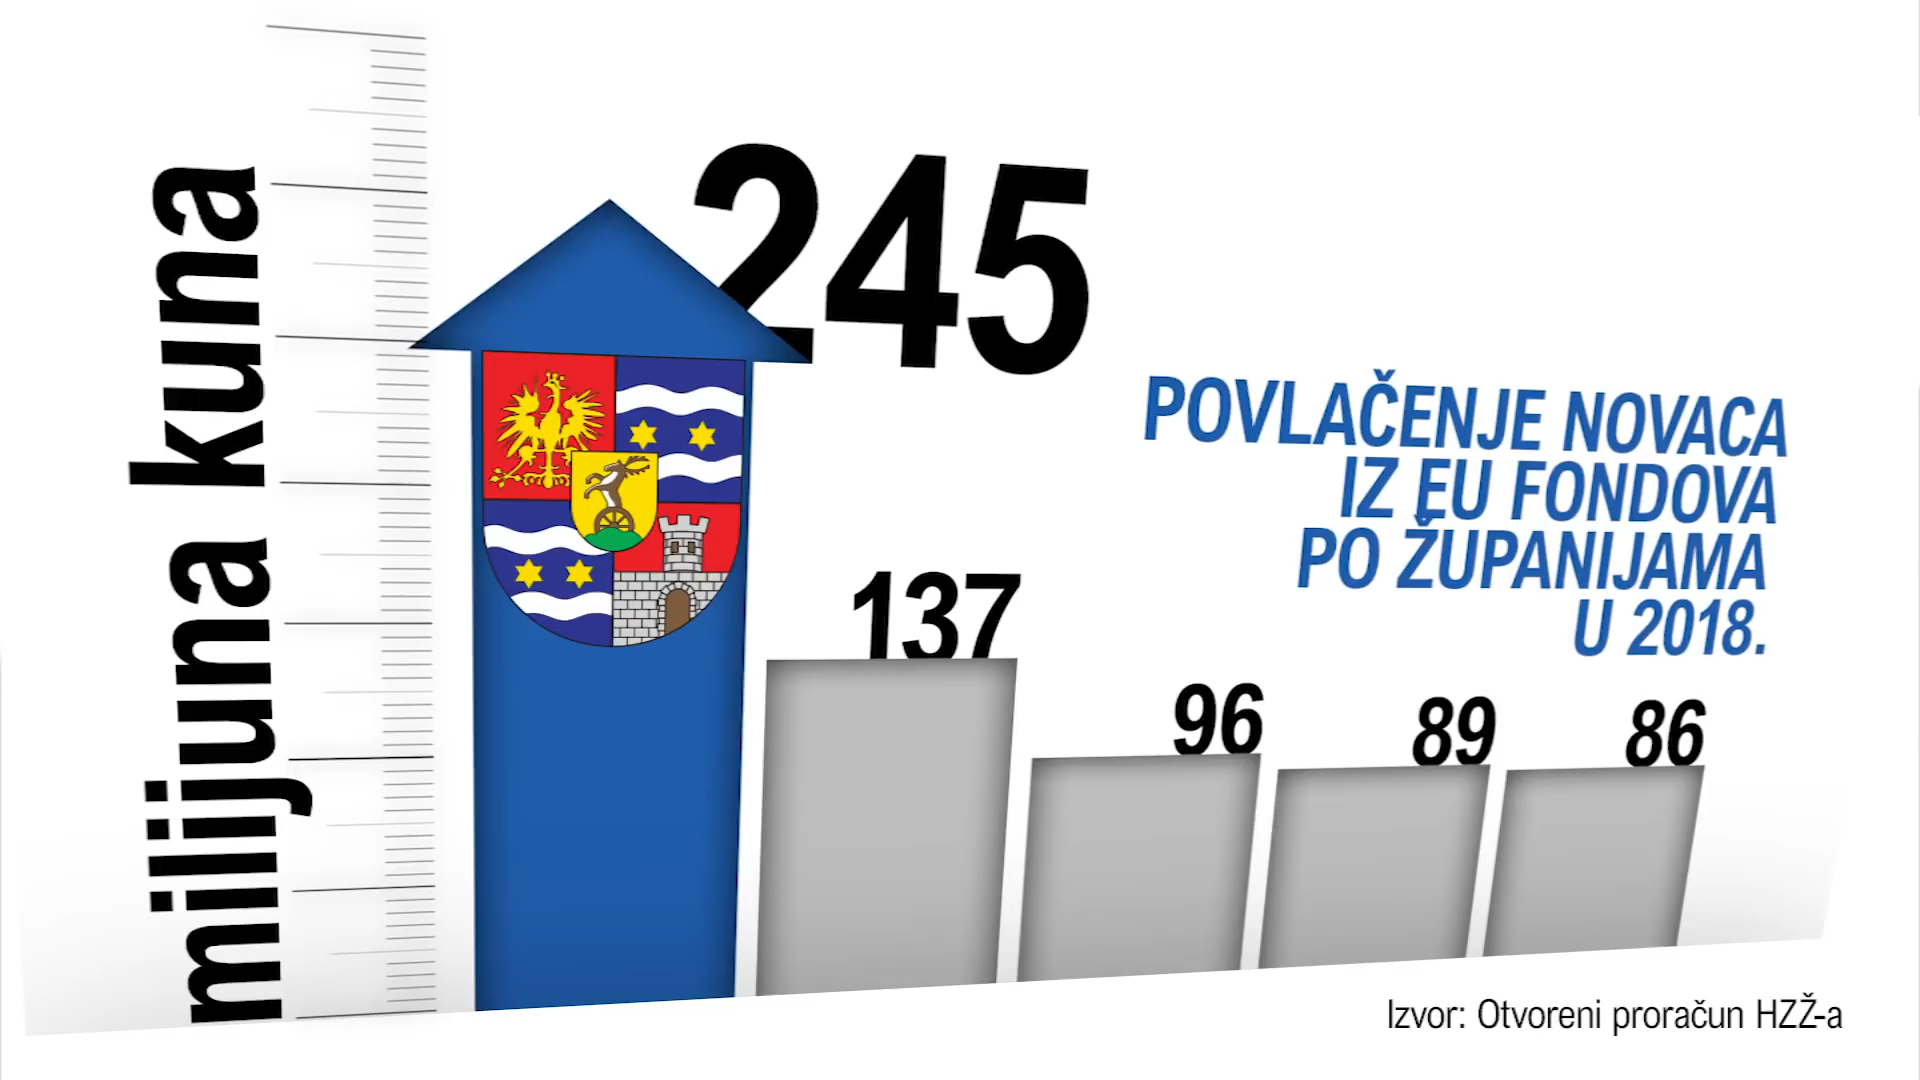 milijuna kuna
245
137
96
89
86
POVLAČENJE NOVACA
IZ EU FONDOVA
PO ŽUPANIJAMA
U 2018.
Izvor: Otvoreni proračun HZŽ-a